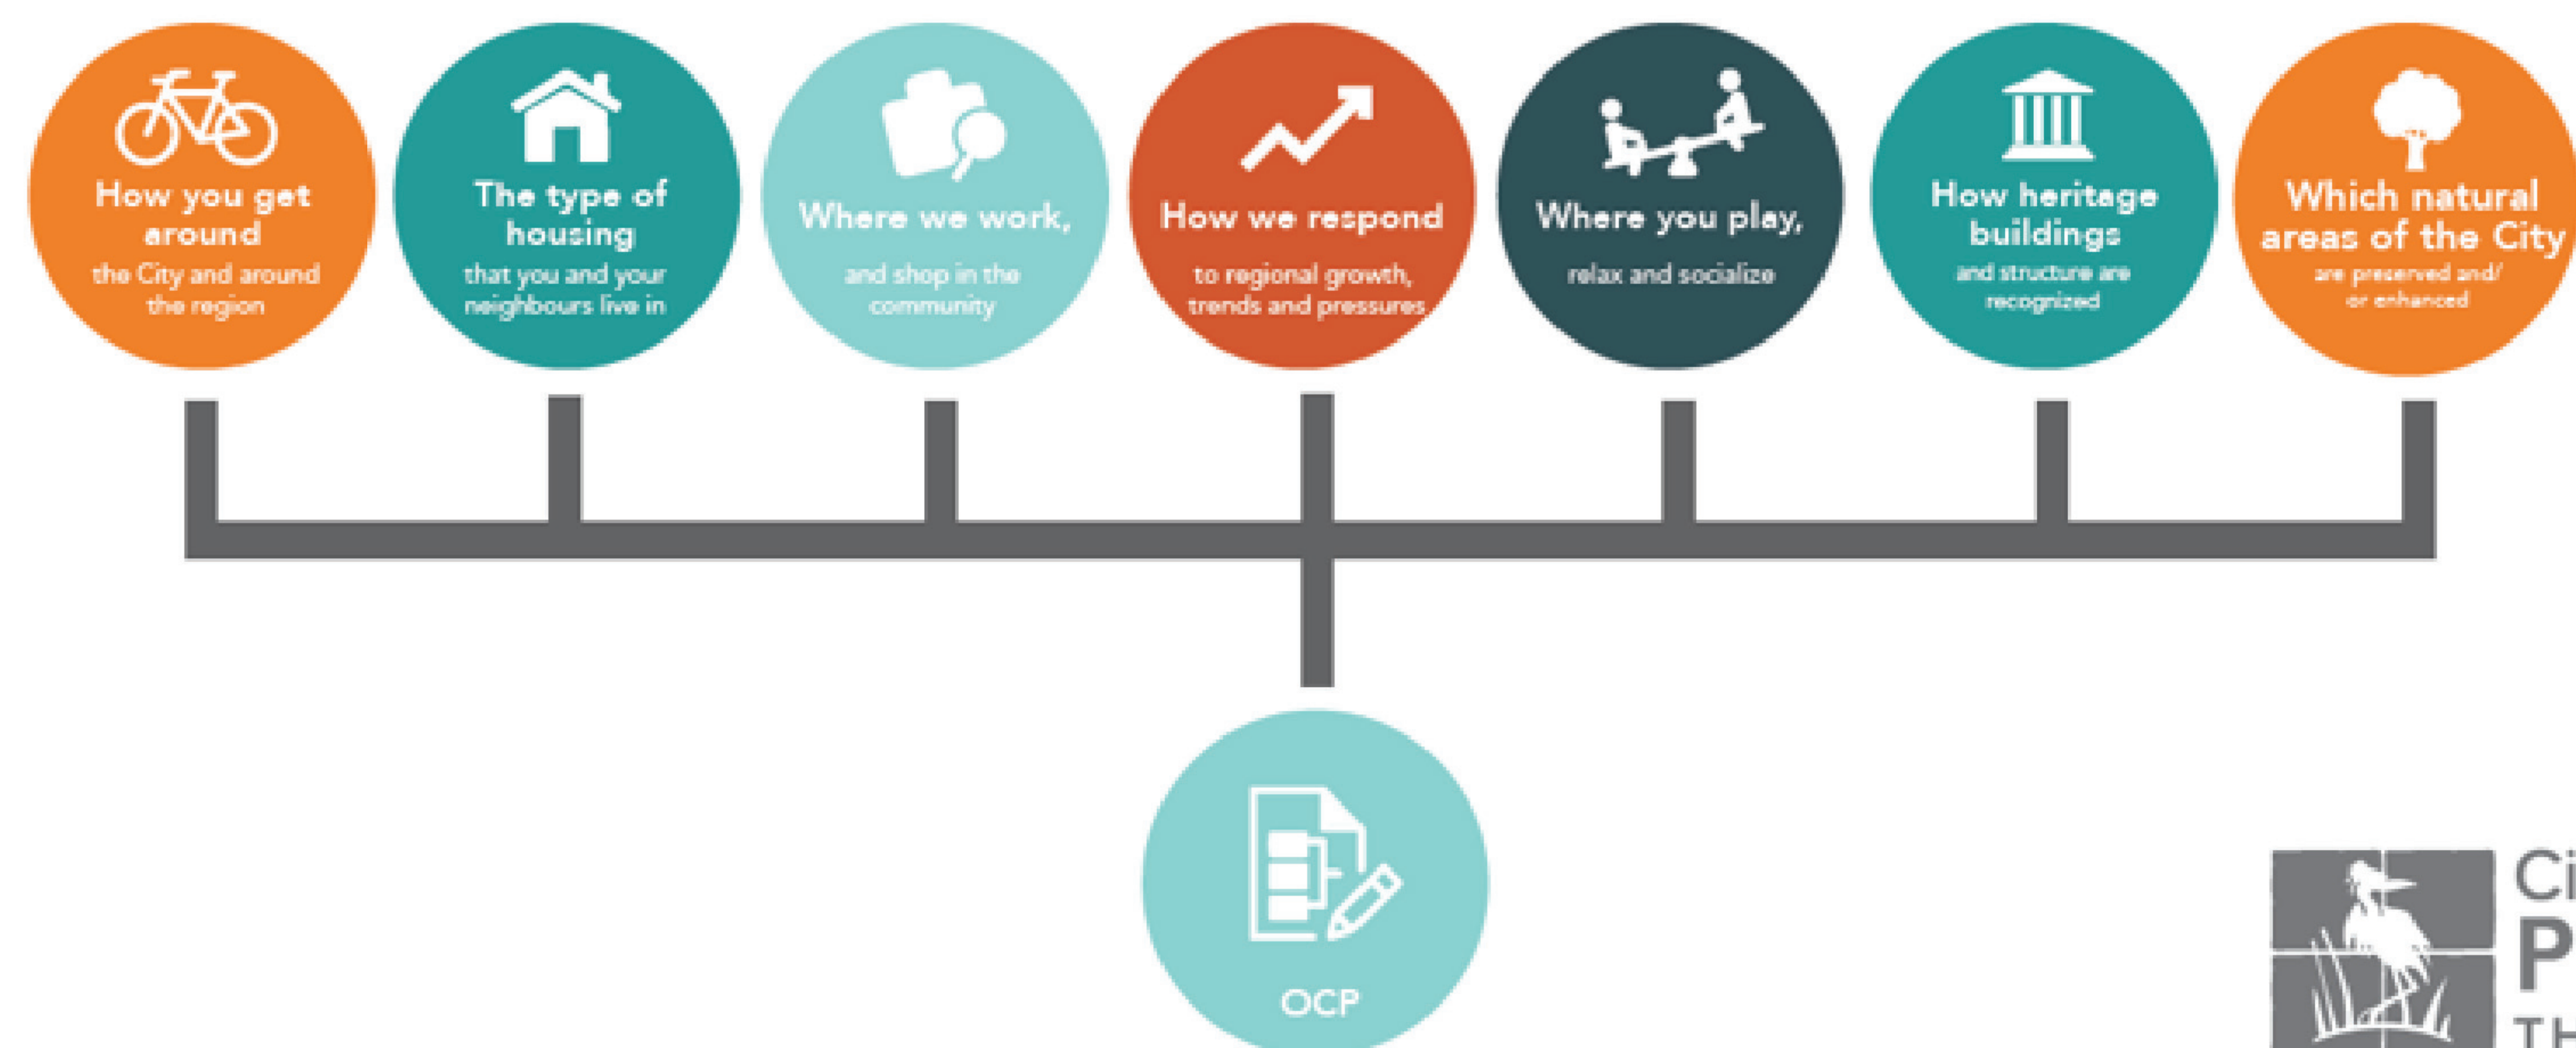 How you get
around
the City and around
the region
The type of
housing
that you and your
neighbours live in
Where we work,
and shop in the
community
How we respond
to regional growth,
trends and pressures
Where you play,
relax and socialize
How heritage
buildings
and structure are
recognized
Which natural
areas of the City
are preserved and/
or enhanced
OCP